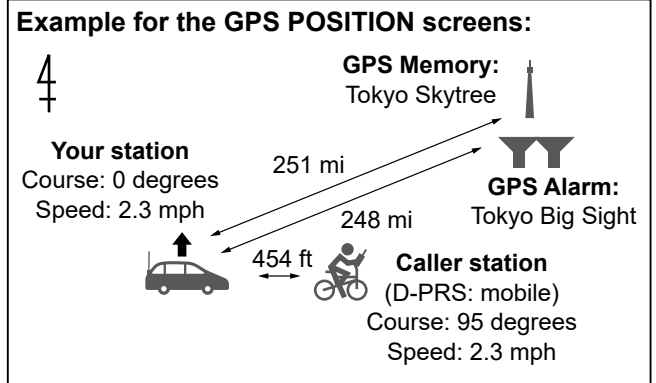 Example for the GPS POSITION screens:
GPS Memory:
Tokyo Skytree
Your station
Course: 0 degrees
Speed: 2.3 mph
251 mi
GPS Alarm:
Tokyo Big Sight
248 mi
454 ft
Caller station
(D-PRS: mobile)
Course: 95 degrees
Speed: 2.3 mph